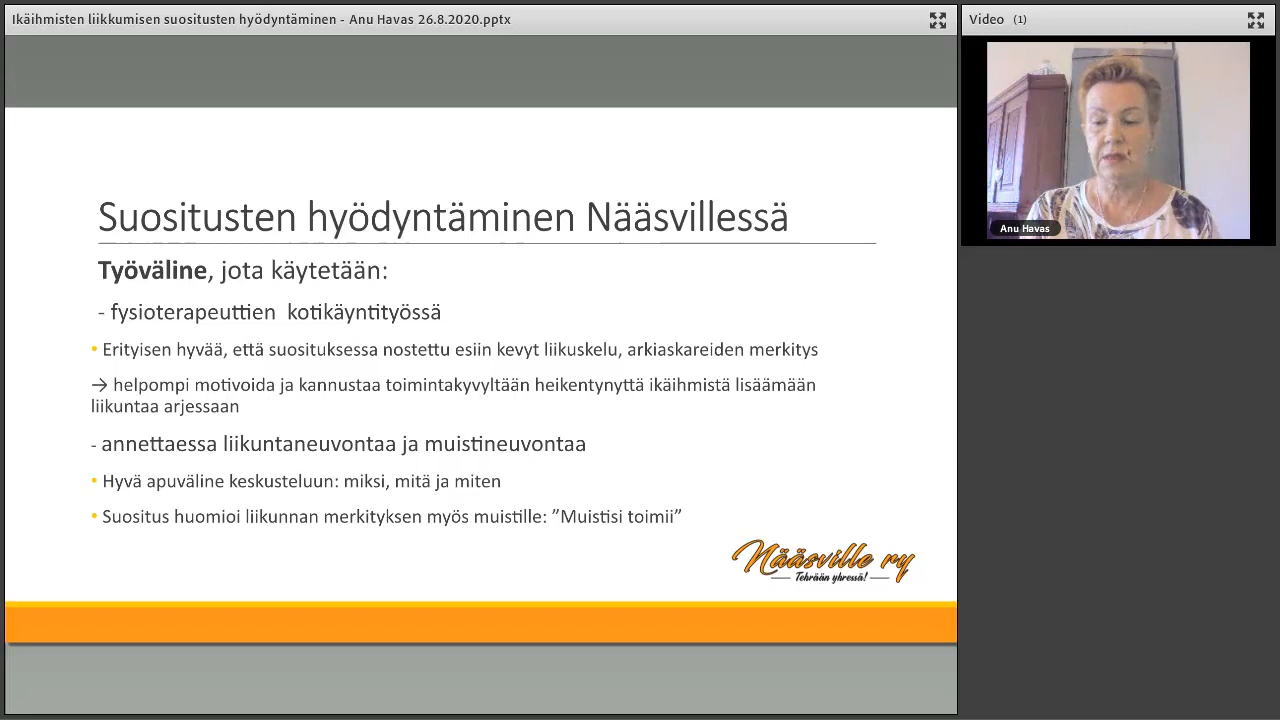 Ikäihmisten liikkumisen suositusten hyödyntäminen - Anu Havas 26.8.2020.pptx
Video (1)
Anu Havas
Suositusten hyödyntäminen Nääsvillessä
Työväline, jota käytetään:
- fysioterapeuttien kotikäyntityössä
• Erityisen hyvää, että suosituksessa nostettu esiin kevyt liikuskelu, arkiaskareiden merkitys
→ helpompi motivoida ja kannustaa toimintakyvyltään heikentynyttä ikäihmistä lisäämään
liikuntaa arjessaan
- annettaessa liikuntaneuvontaa ja muistineuvontaa
• Hyvä apuväline keskusteluun: miksi, mitä ja miten
• Suositus huomioi liikunnan merkityksen myös muistille: ”Muistisi toimii”
Nääsville ry
Tehrään yhressä!